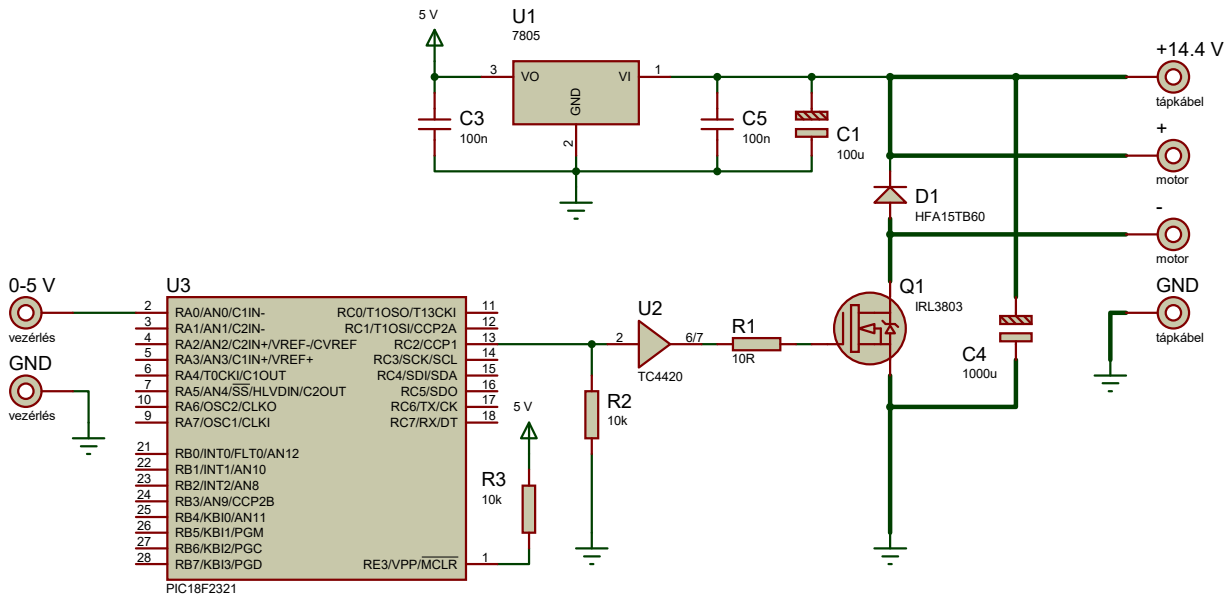 5 V
U1
7805
3
VO
VI
1
GND
2
C3
100n
C5
100n
C1
100u
+14.4 V
tápkábel
+
motor
D1
HFA15TB60
-
motor
GND
tápkábel
Q1
IRL3803
C4
1000u
0-5 V
vezérlés
GND
vezérlés
U3
2 RA0/AN0/C1IN-
3 RA1/AN1/C2IN-
4 RA2/AN2/C2IN+/VREF-/CVREF
5 RA3/AN3/C1IN+/VREF+
6 RA4/T0CKI/C1OUT
7 RA5/AN4/SS/HLVDIN/C2OUT
10 RA6/OSC2/CLKO
9 RA7/OSC1/CLKI
21 RB0/INT0/FLT0/AN12
22 RB1/INT1/AN10
23 RB2/INT2/AN8
24 RB3/AN9/CCP2B
25 RB4/KBI0/AN11
26 RB5/KBI1/PGM
27 RB6/KBI2/PGC
28 RB7/KBI3/PGD
RC0/T1OSO/T13CKI 11
RC1/T1OSI/CCP2A 12
RC2/CCP1 13
RC3/SCK/SCL 14
RC4/SDI/SDA 15
RC5/SDO 16
RC6/TX/CK 17
RC7/RX/DT 18
RE3/VPP/MCLR 1
PIC18F2321
5 V
R3
10k
R2
10k
U2
2
6/7
TC4420
R1
10R